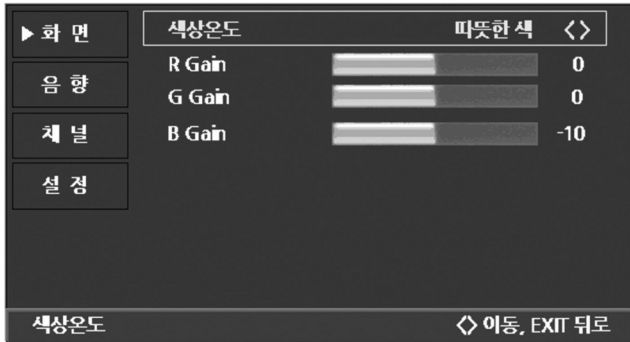 ▶화 면
음 향
채 널
설 정
색상온도 따뜻한 색 <>
R Gain 0
G Gain 0
B Gain -10
색상온도 <> 이동, EXIT 뒤로